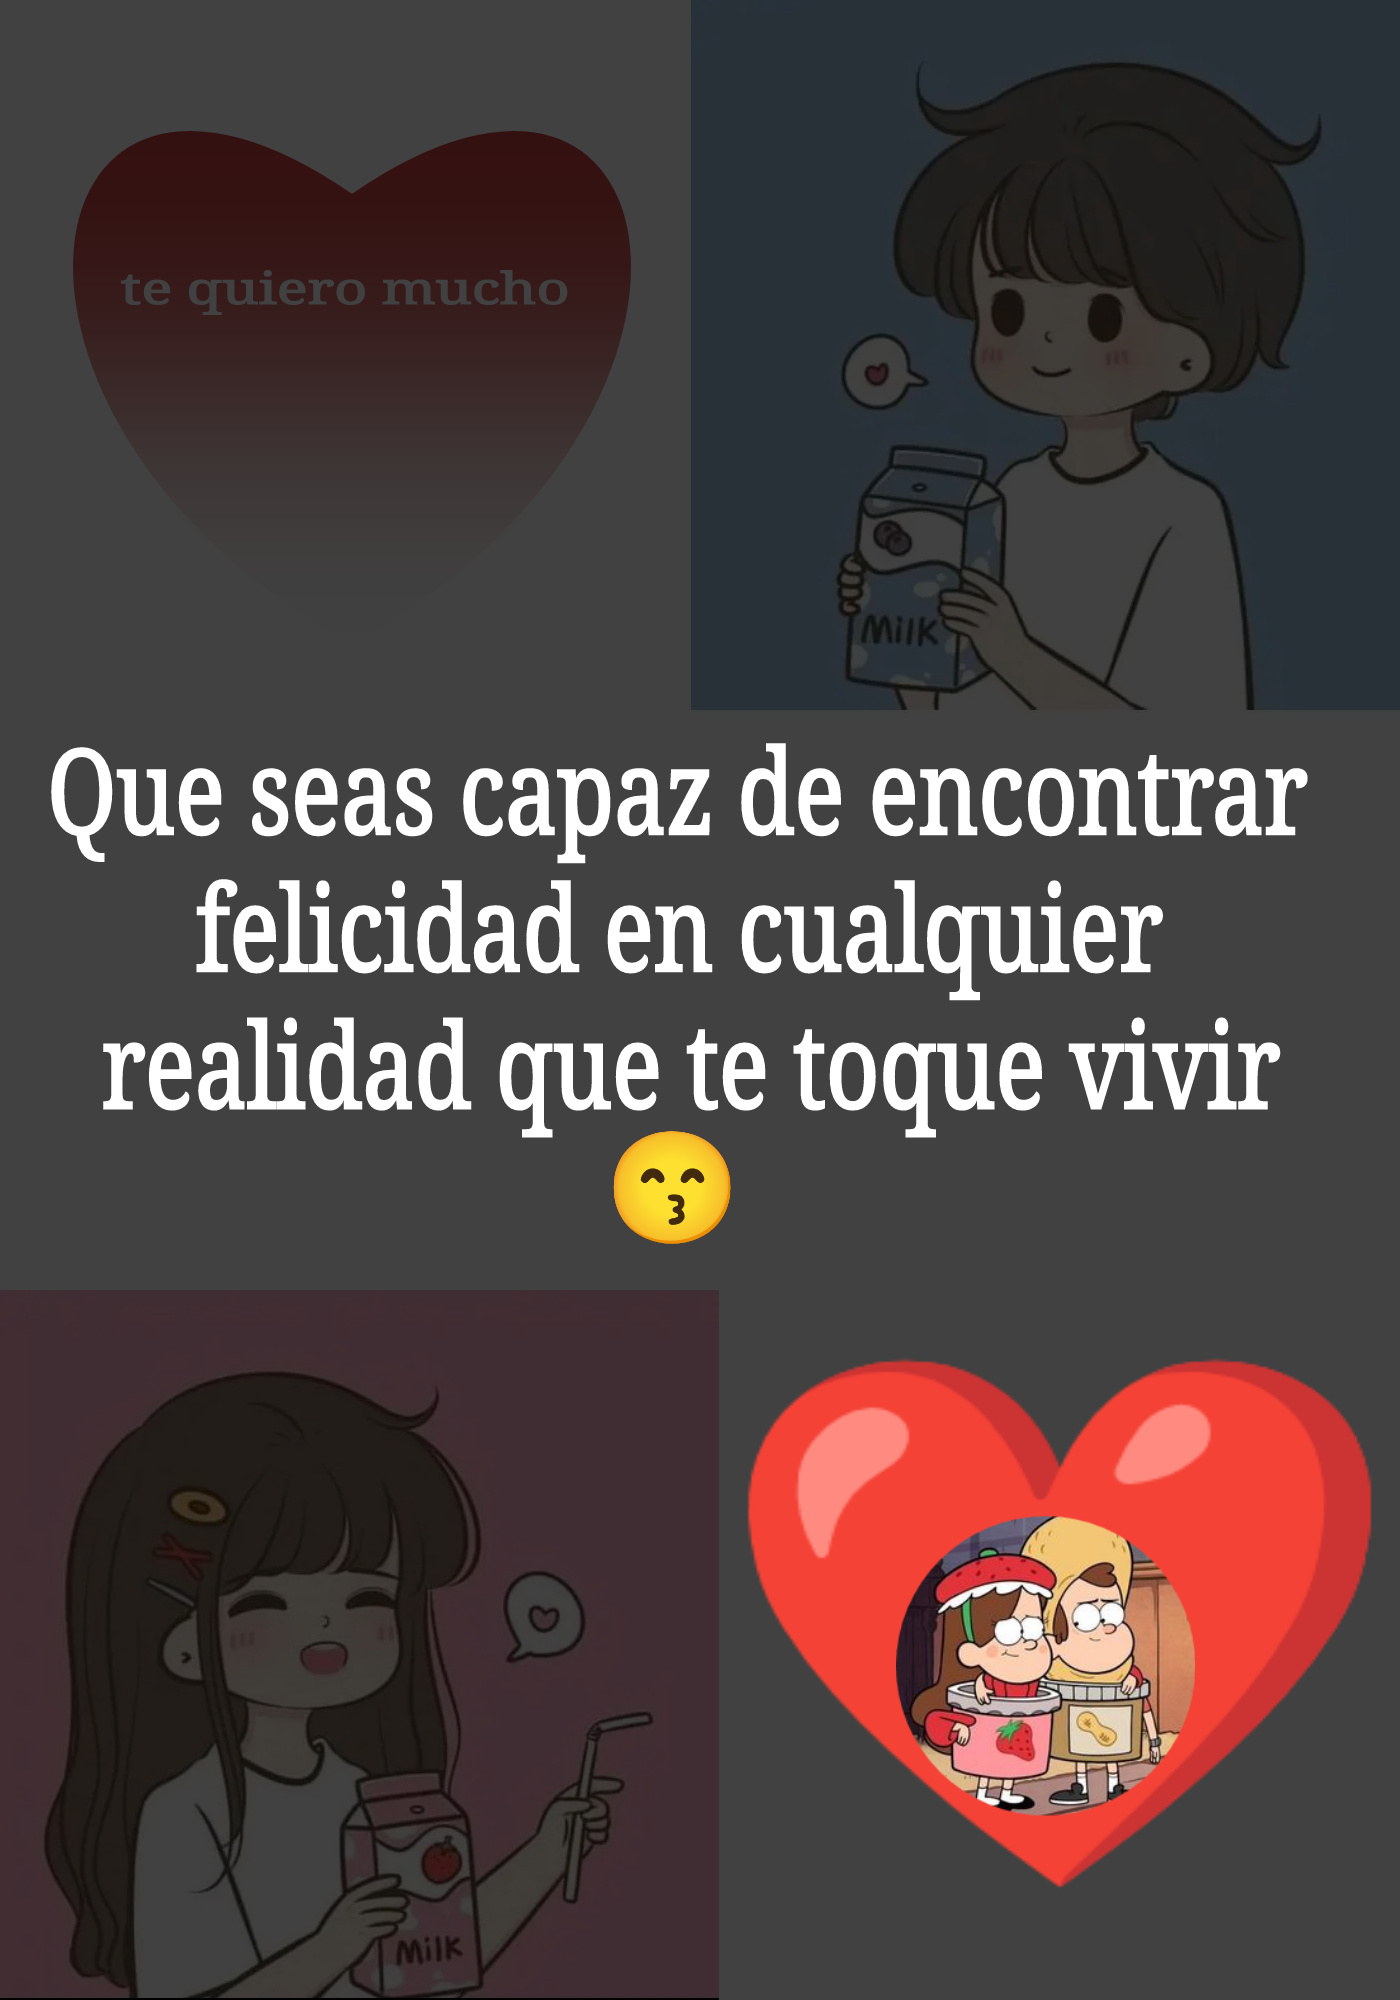 te quiero mucho
Milk
Que seas capaz de encontrar
felicidad en cualquier
realidad que te toque vivir
😙
Milk